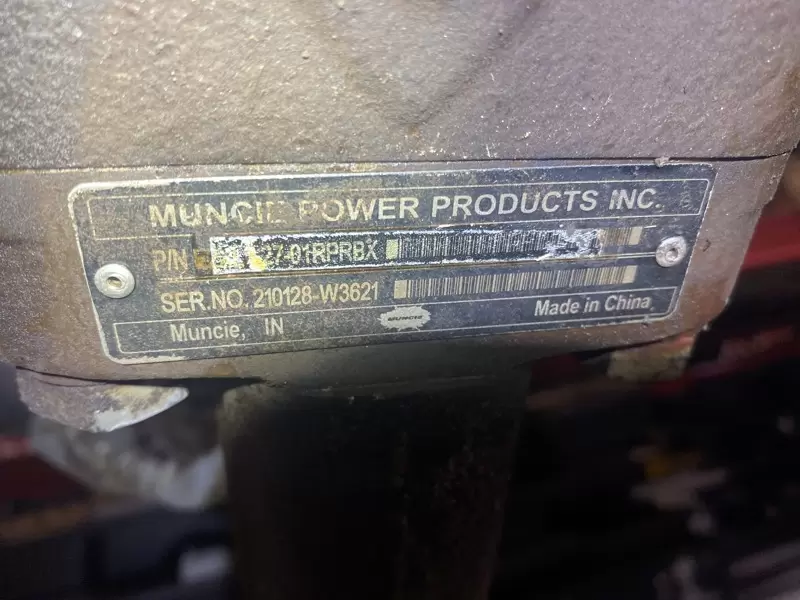 MUNCIE POWER PRODUCTS INC.
P/N 27-01RPRBX
SER.NO. 210128-W3621
Muncie, IN
Made in China